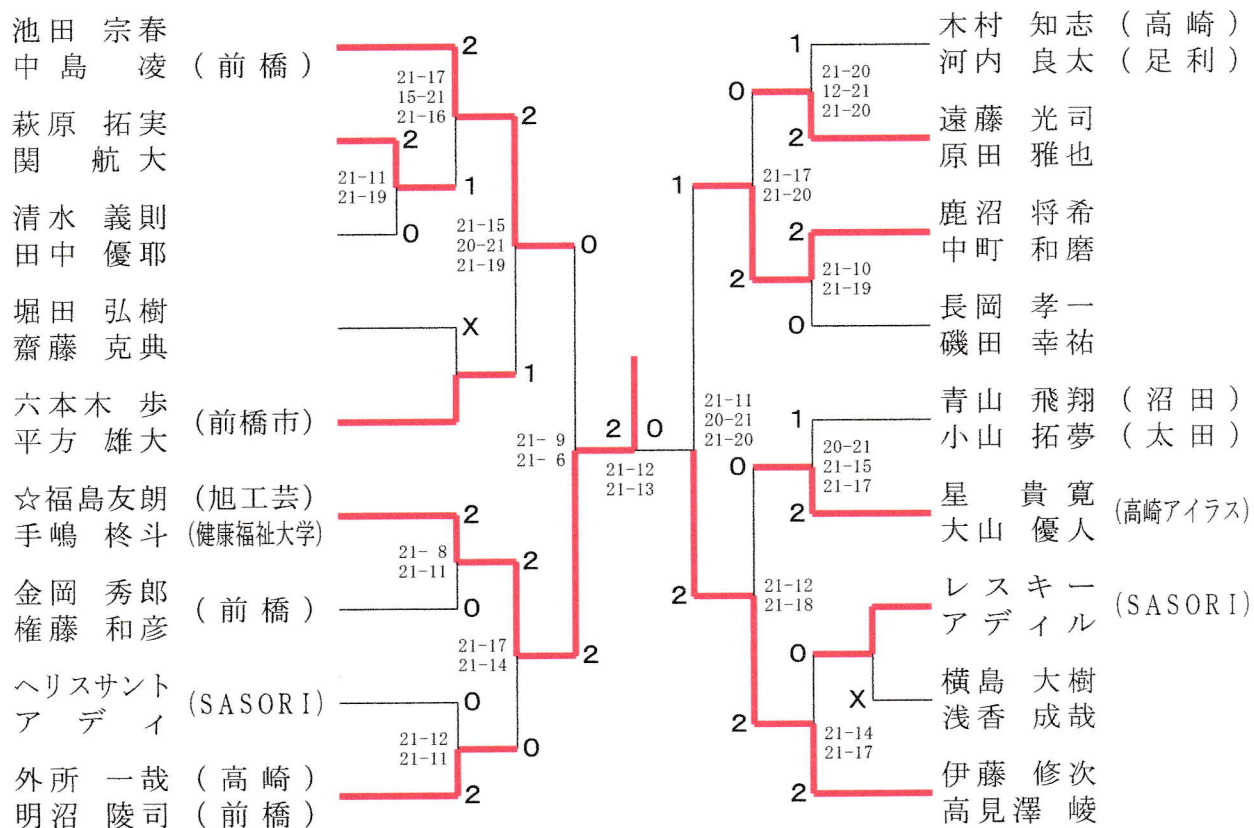 池田 宗春
中島 凌 (前橋)
萩原 拓実
関 航大
清水 義則
田中 優耶
堀田 弘樹
齋藤 克典
六本木 歩
平方 雄大 (前橋市)
☆福島友朗 (旭工芸)
手嶋 柊斗 (健康福祉大学)
金岡 秀郎
権藤 和彦 (前橋)
ヘリスサント
アディ (SASORI)
外所 一哉 (高崎)
明沼 陵司 (前橋)
2
21-17
15-21
21-16
2
2
21-11
21-19
1
0
21-15
20-21
21-19
0
X
1
21- 9
21- 6
2
21- 8
21-11
2
0
21-17
21-14
2
0
21-12
21-11
0
2
2 0
21-12
21-13
1
21-20
12-21
21-20
0
2
1
21-17
21-20
2
2
21-10
21-19
0
21-11
20-21
21-20
1
20-21
21-15
21-17
0
2
2
21-12
21-18
0
X
2
21-14
21-17
2
木村 知志 (高崎)
河内 良太 (足利)
遠藤 光司
原田 雅也
鹿沼 将希
中町 和磨
長岡 孝一
磯田 幸祐
青山 飛翔 (沼田)
小山 拓夢 (太田)
星 貴寛
大山 優人 (高崎アイラス)
レスキー
アディル (SASORI)
横島 大樹
浅香 成哉
伊藤 修次
高見澤 崚